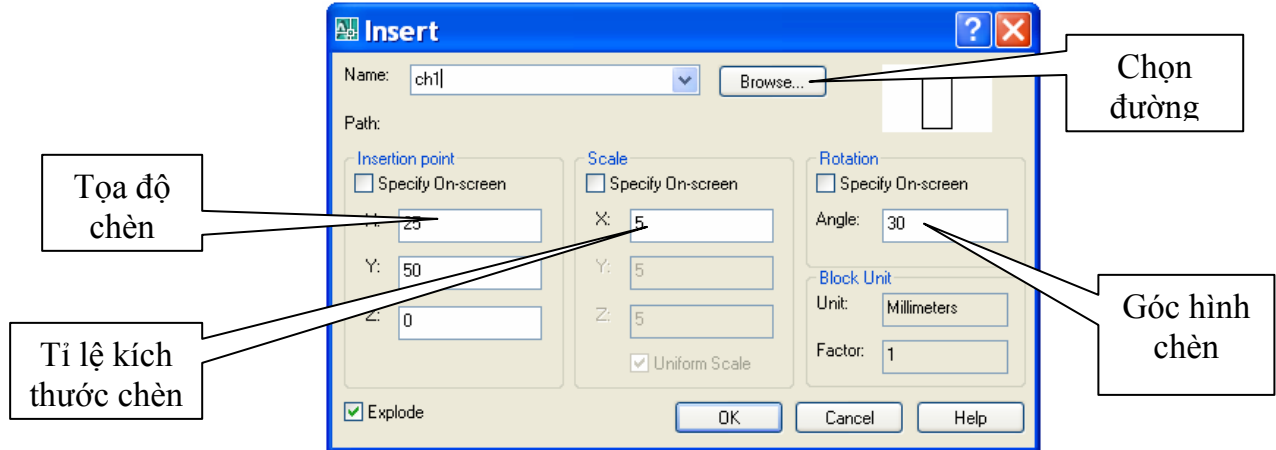 Insert
Name:
ch1
Browse...
Chọn
đường
Path:
Tọa độ
chèn
Insertion point
Specify On-screen
25
Y:
50
Z:
0
Scale
Specify On-screen
X:
5
Y:
5
Z:
5
Uniform Scale
Rotation
Specify On-screen
Angle:
30
Block Unit
Unit:
Millimeters
Factor:
1
Góc hình
chèn
Tỉ lệ kích
thước chèn
Explode
OK
Cancel
Help